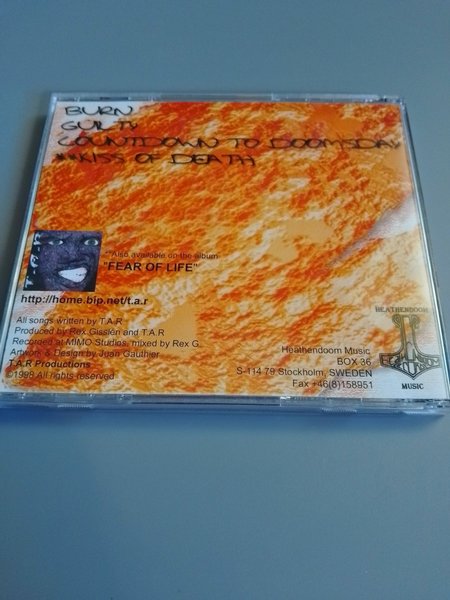 BURN
GUILTY
COUNTDOWN TO DOOMSDAY
**KISS OF DEATH
T.A.R
**Also available on the album
"FEAR OF LIFE"
http://home.bip.net/t.a.r
All songs written by T.A.R
Produced by Rex Gisslén and T.A.R
Recorded at MIMO Studios, mixed by Rex G.
Artwork & Design by Juan Gauthier
T.A.R Productions
©1998 All rights reserved
Heathendoom Music
BOX 36
S-114 79 Stockholm, SWEDEN
Fax +46(8)158951
HEATHENDOOM
MUSIC